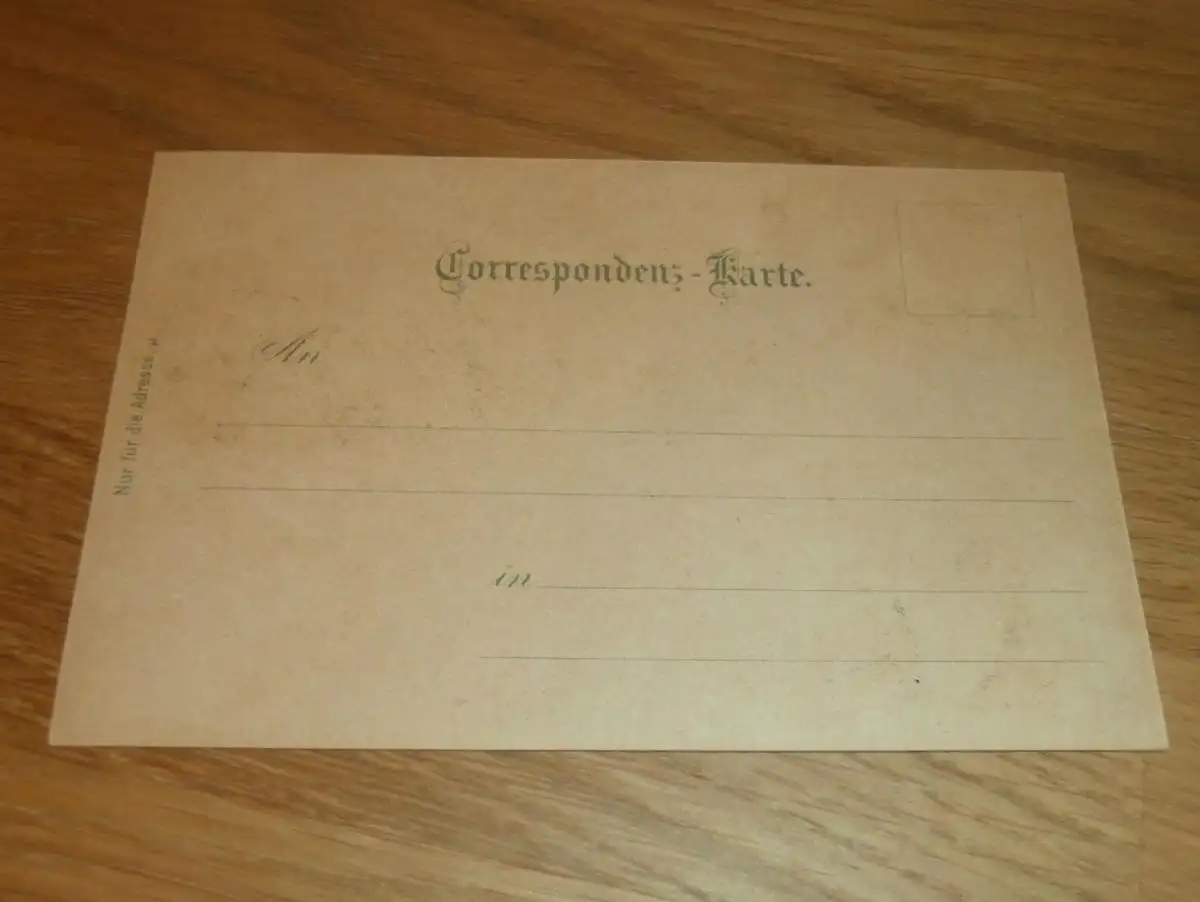 Correspondenz-Karte.
An
in
Nur für die Adresse.